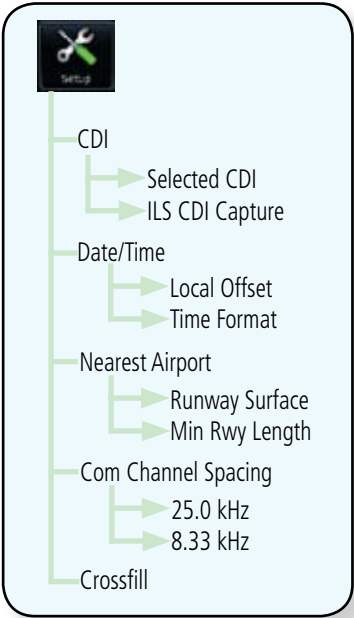 Setup
CDI
Selected CDI
ILS CDI Capture
Date/Time
Local Offset
Time Format
Nearest Airport
Runway Surface
Min Rwy Length
Com Channel Spacing
25.0 kHz
8.33 kHz
Crossfill